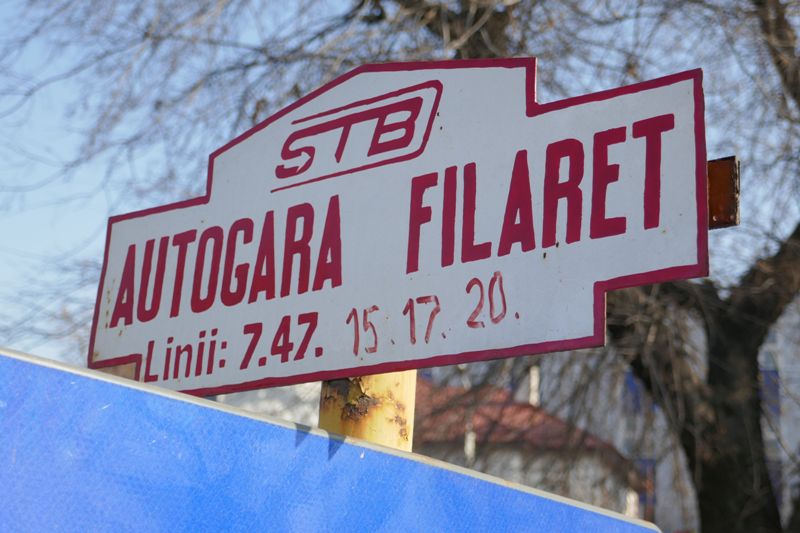 STB
AUTOGARA FILARET
Linii: 7.47. 15.17. 20.